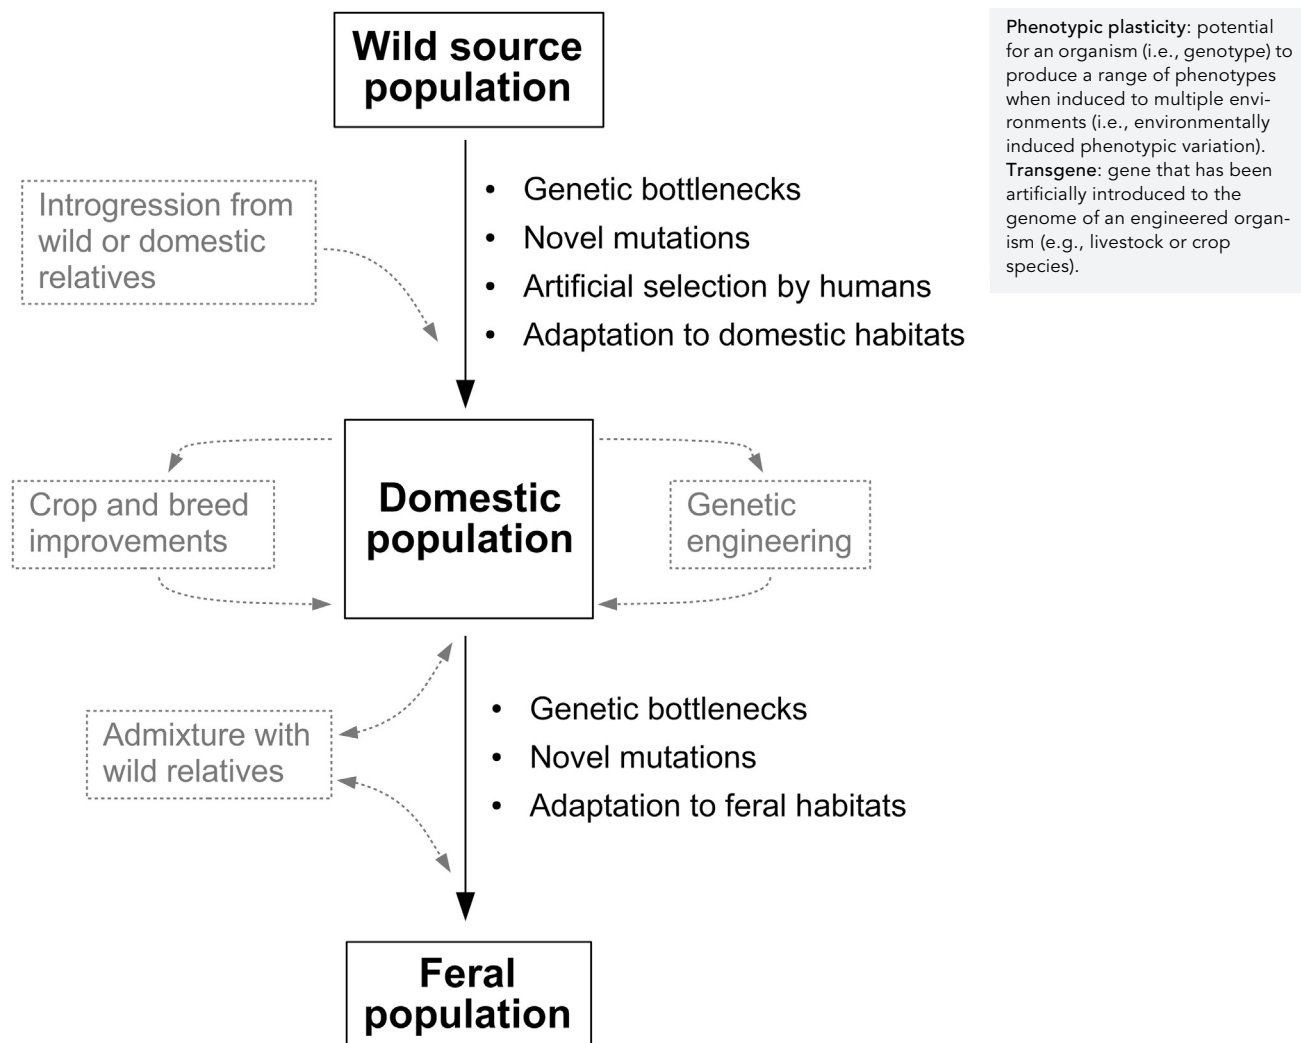 Wild source
population
Phenotypic plasticity: potential
for an organism (i.e., genotype) to
produce a range of phenotypes
when induced to multiple envi-
ronments (i.e., environmentally
induced phenotypic variation).
Transgene: gene that has been
artificially introduced to the
genome of an engineered organ-
ism (e.g., livestock or crop
species).
Introgression from
wild or domestic
relatives
• Genetic bottlenecks
• Novel mutations
• Artificial selection by humans
• Adaptation to domestic habitats
Crop and breed
improvements
Domestic
population
Genetic
engineering
Admixture with
wild relatives
• Genetic bottlenecks
• Novel mutations
• Adaptation to feral habitats
Feral
population